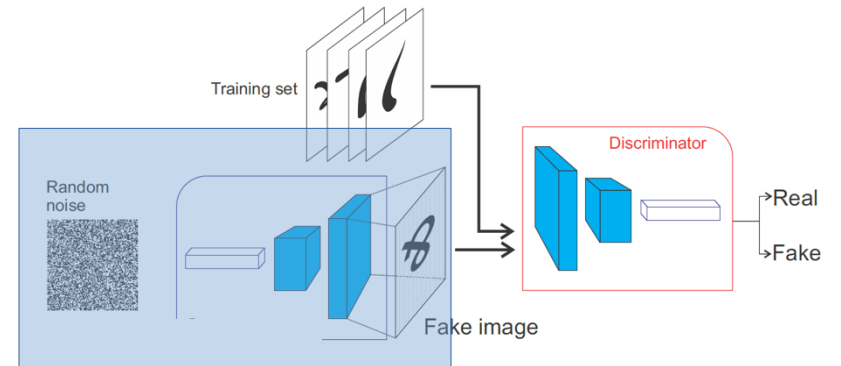 Training set
Discriminator
Random
noise
Real
Fake
Fake image